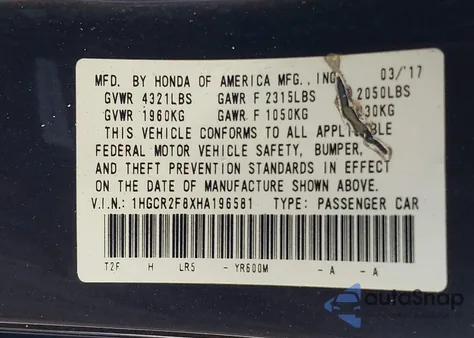 MFD. BY HONDA OF AMERICA MFG., INC. 03/'17
GVWR 4321LBS GAWR F 2315LBS 2050LBS
GVWR 1960KG GAWR F 1050KG 930KG
THIS VEHICLE CONFORMS TO ALL APPLICABLE
FEDERAL MOTOR VEHICLE SAFETY, BUMPER,
AND THEFT PREVENTION STANDARDS IN EFFECT
ON THE DATE OF MANUFACTURE SHOWN ABOVE.
V.I.N.: 1HGCR2F8XHA196581 TYPE: PASSENGER CAR
T2F H LR5 - YR600M - A - A
autoSnap